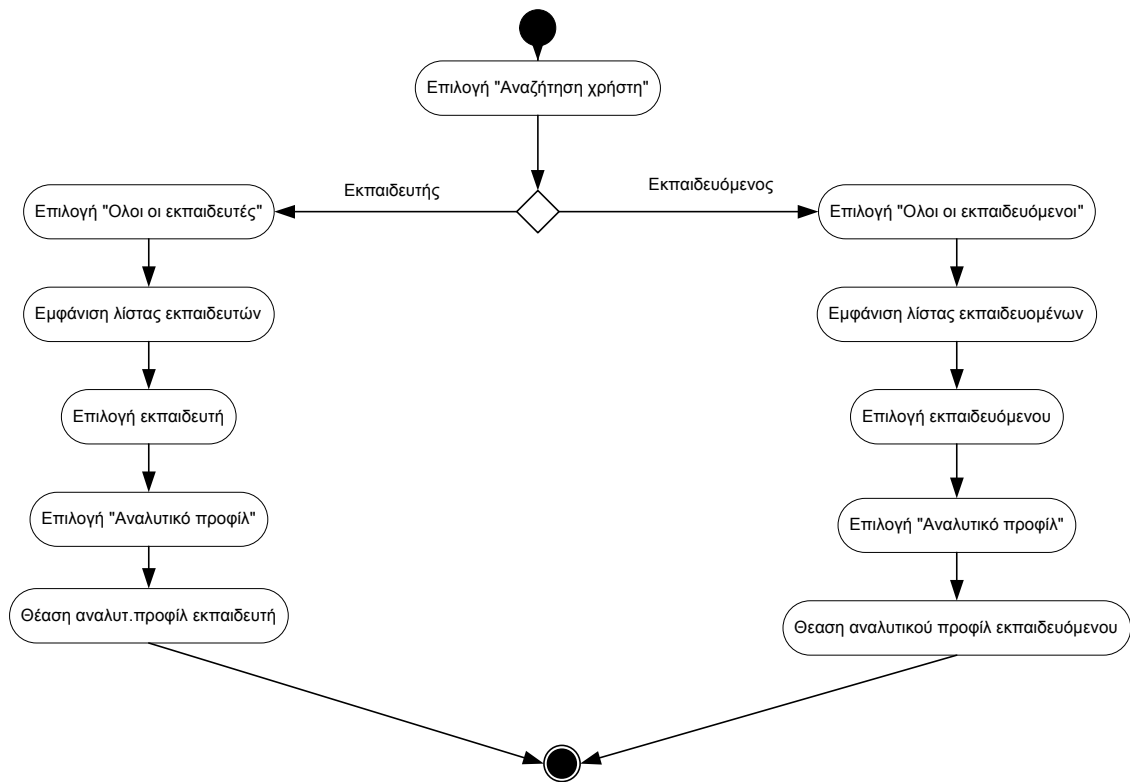 Επιλογή "Αναζήτηση χρήστη"
Εκπαιδευτής
Εκπαιδευόμενος
Επιλογή "Ολοι οι εκπαιδευτές"
Επιλογή "Ολοι οι εκπαιδευόμενοι"
Εμφάνιση λίστας εκπαιδευτών
Εμφάνιση λίστας εκπαιδευομένων
Επιλογή εκπαιδευτή
Επιλογή εκπαιδευόμενου
Επιλογή "Αναλυτικό προφίλ"
Επιλογή "Αναλυτικό προφίλ"
Θέαση αναλυτ.προφίλ εκπαιδευτή
Θεαση αναλυτικού προφίλ εκπαιδευόμενου